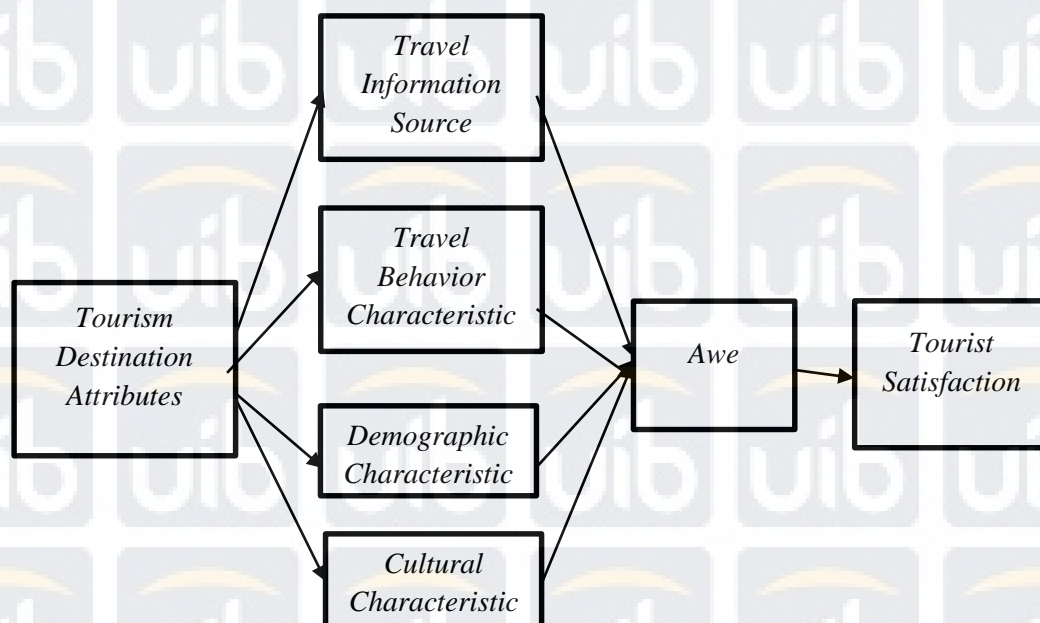 Travel
Information
Source
Travel
Behavior
Characteristic
Tourism
Destination
Attributes
Awe
Tourist
Satisfaction
Demographic
Characteristic
Cultural
Characteristic
uib